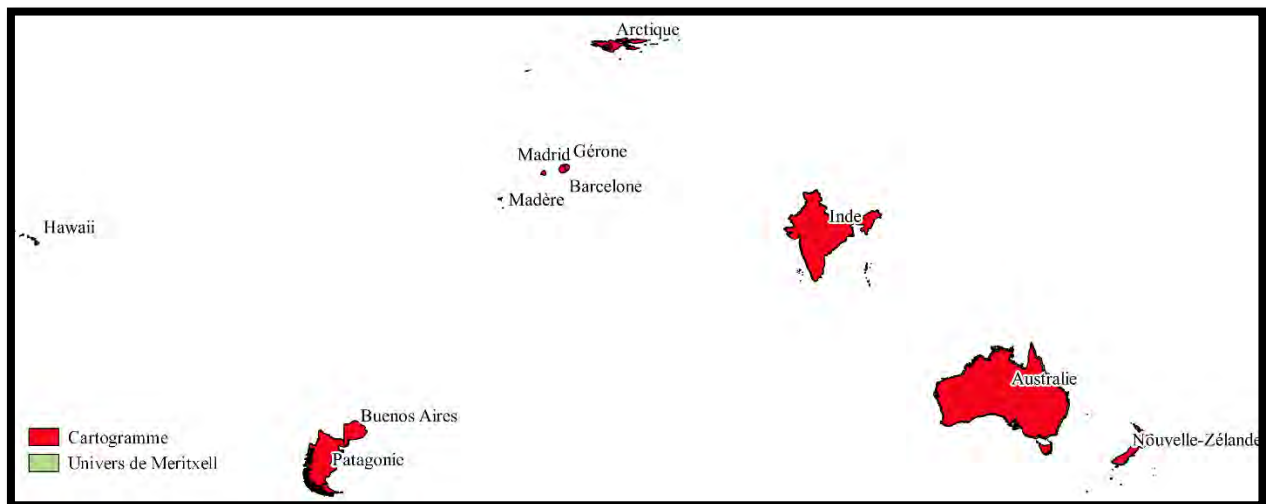 Arctique
Madrid Gérone
Barcelone
Madère
Hawaii
Inde
Australie
Buenos Aires
Nouvelle-Zélande
Patagonie
Cartogramme
Univers de Meritxell